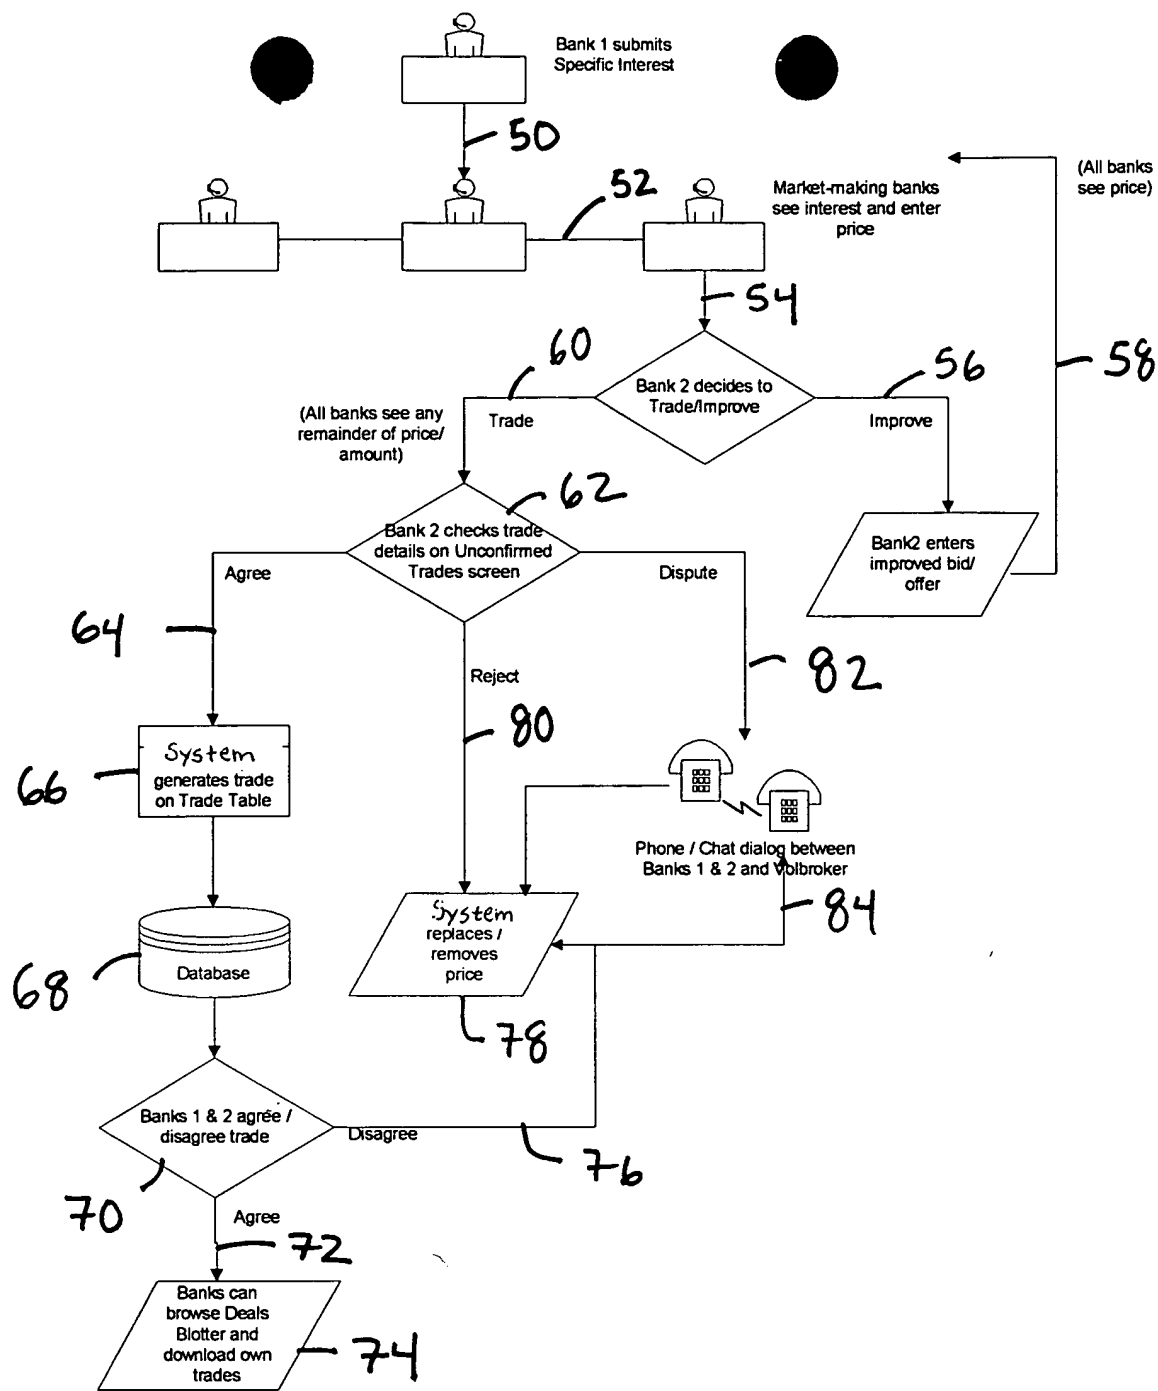 Bank 1 submits
Specific Interest
50
(All banks
see price)
52
Market-making banks
see interest and enter
price
54
60
56
58
Bank 2 decides to
Trade/Improve
(All banks see any
remainder of price/
amount)
Trade
Improve
62
Bank 2 checks trade
details on Unconfirmed
Trades screen
Bank2 enters
improved bid/
offer
Agree
Dispute
64
82
Reject
80
System
generates trade
on Trade Table
66
Phone / Chat dialog between
Banks 1 & 2 and Volbroker
84
System
replaces /
removes
price
Database
68
78
Banks 1 & 2 agree /
disagree trade
Disagree
76
70
Agree
72
Banks can
browse Deals
Blotter and
download own
trades
74